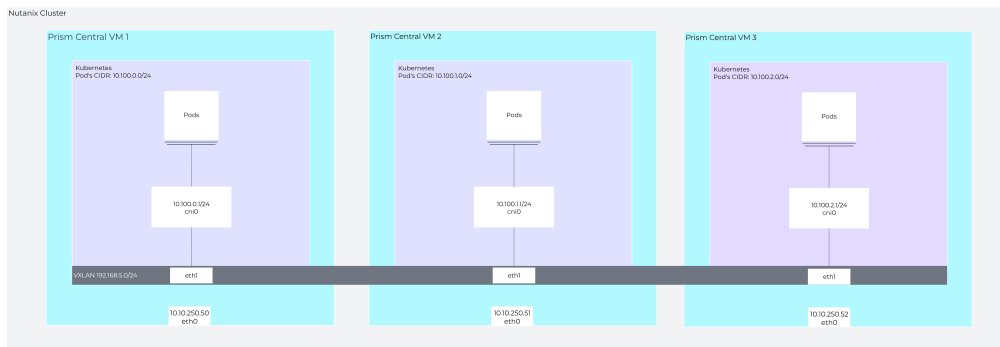 Nutanix Cluster
Prism Central VM 1
Kubernetes
Pod's CIDR: 10.100.0.0/24
Pods
10.100.0.1/24
cni0
Prism Central VM 2
Kubernetes
Pod's CIDR: 10.100.1.0/24
Pods
10.100.1.1/24
cni0
Prism Central VM 3
Kubernetes
Pod's CIDR: 10.100.2.0/24
Pods
10.100.2.1/24
cni0
VXLAN 192.168.5.0/24
eth1
eth1
eth1
10.10.250.50
eth0
10.10.250.51
eth0
10.10.250.52
eth0